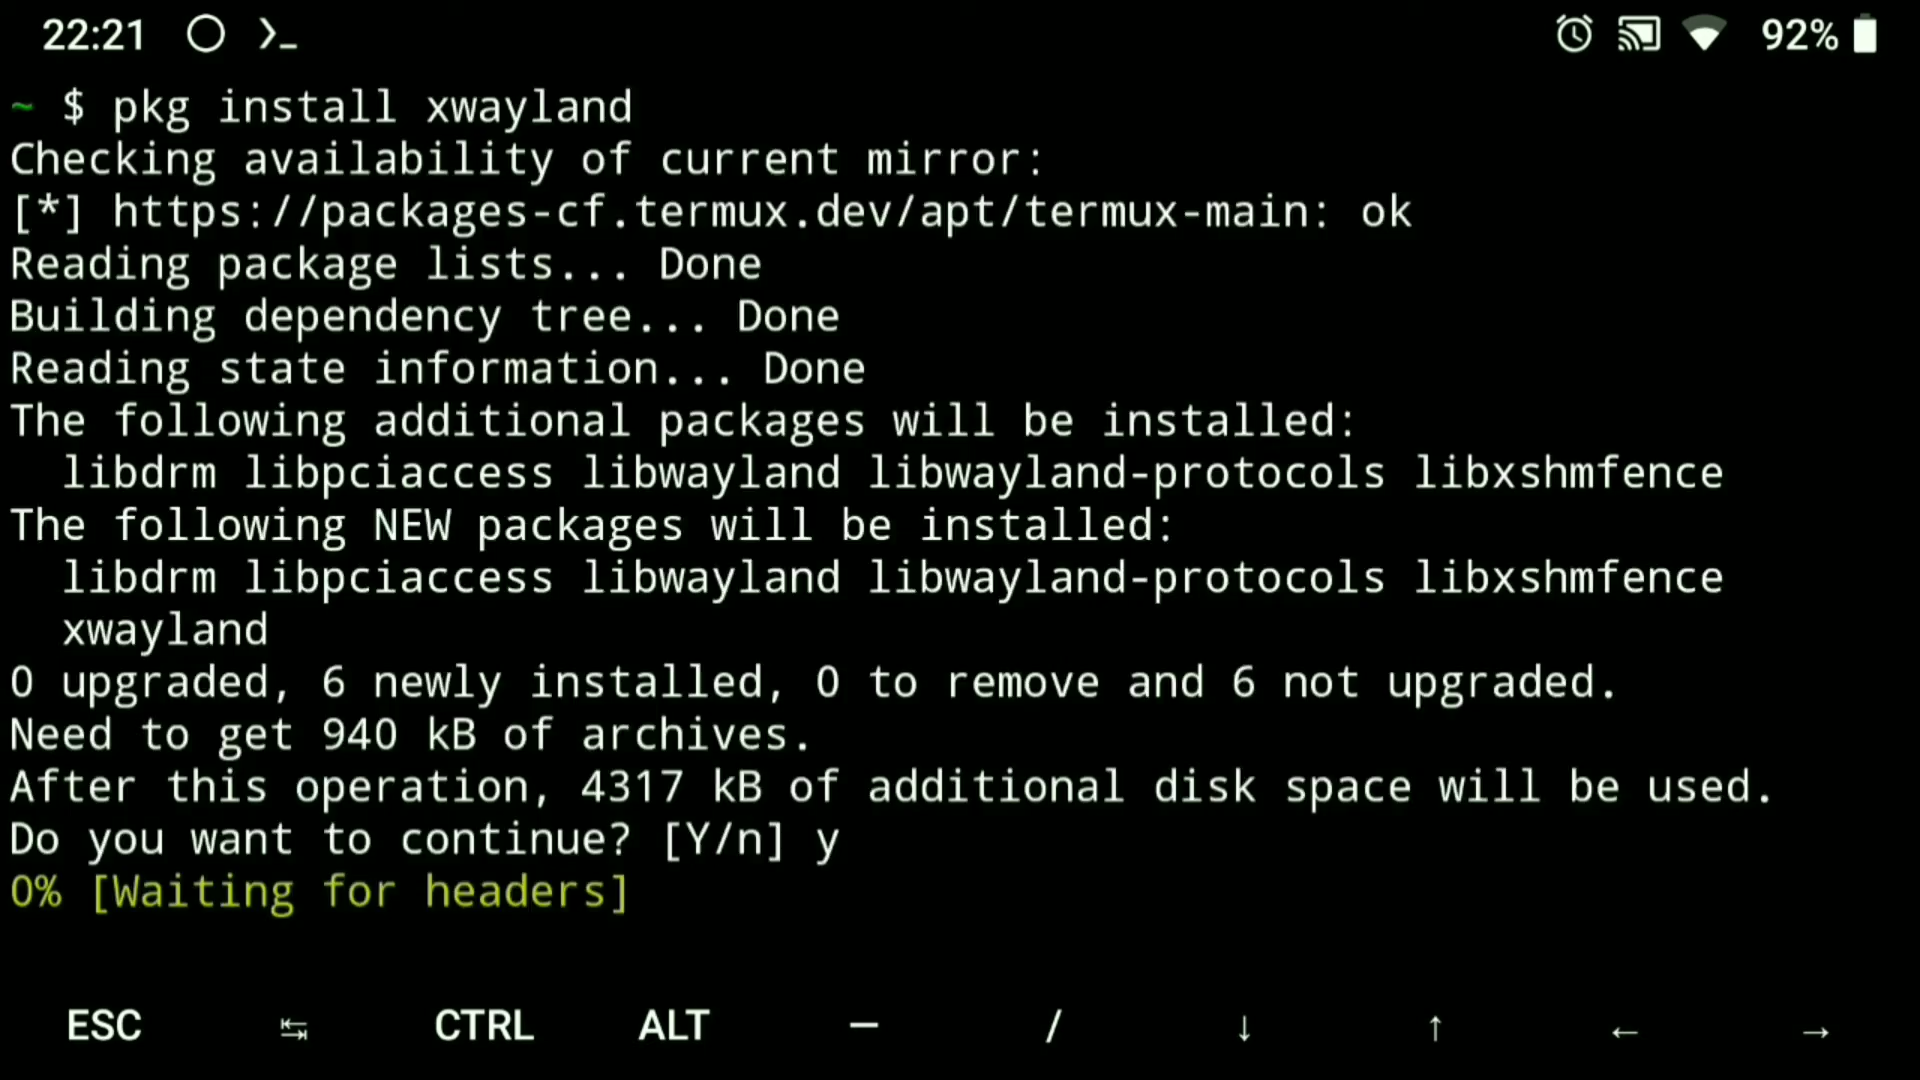 22:21 92%
~ $ pkg install xwayland
Checking availability of current mirror:
[*] https://packages-cf.termux.dev/apt/termux-main: ok
Reading package lists... Done
Building dependency tree... Done
Reading state information... Done
The following additional packages will be installed:
  libdrm libpciaccess libwayland libwayland-protocols libxshmfence
The following NEW packages will be installed:
  libdrm libpciaccess libwayland libwayland-protocols libxshmfence
  xwayland
0 upgraded, 6 newly installed, 0 to remove and 6 not upgraded.
Need to get 940 kB of archives.
After this operation, 4317 kB of additional disk space will be used.
Do you want to continue? [Y/n] y
0% [Waiting for headers]
ESC ↹ CTRL ALT — / ↓ ↑ ← →